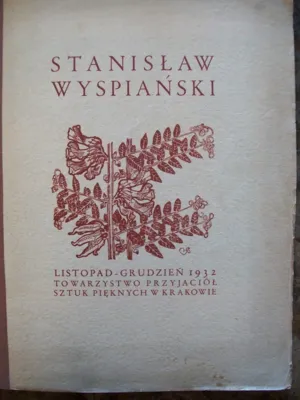 STANISŁAW
WYSPIAŃSKI
LISTOPAD-GRUDZIEŃ 1932
TOWARZYSTWO PRZYJACIÓŁ
SZTUK PIĘKNYCH W KRAKOWIE